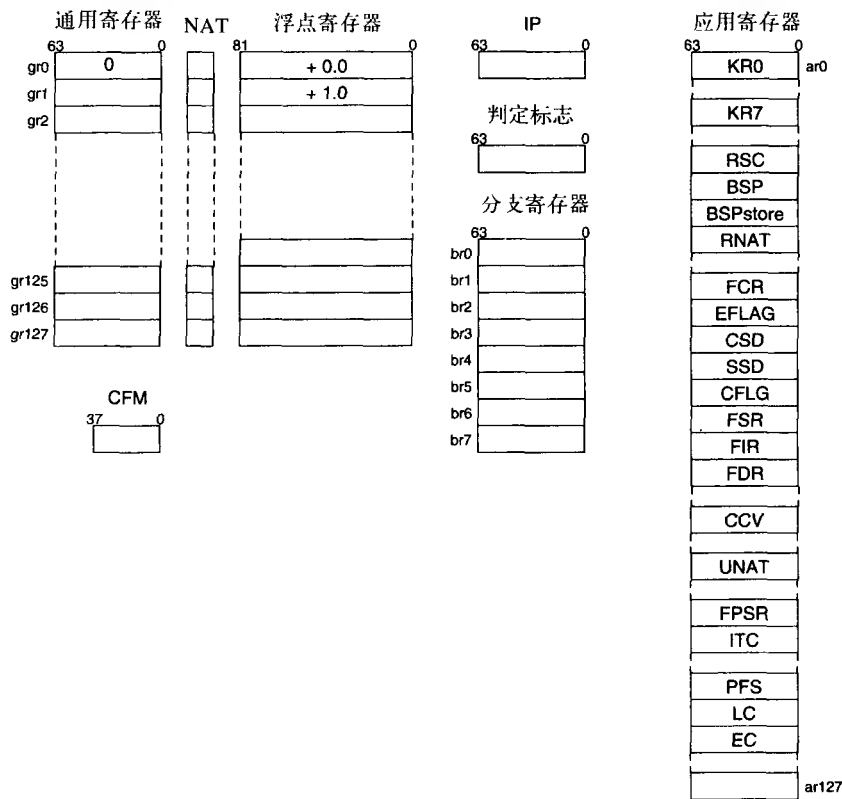 通用寄存器 NAT 浮点寄存器 IP 应用寄存器
63 0 81 0 63 0 63 0
gr0 0 + 0.0 KR0 ar0
gr1 + 1.0
gr2
KR7
判定标志
63 0
RSC
BSP
BSPstore
RNAT
分支寄存器
63 0
br0
gr125 br1
gr126 br2
gr127 br3
br4
br5
br6
br7
FCR
EFLAG
CSD
SSD
CFLG
FSR
FIR
FDR
CFM
37 0
CCV
UNAT
FPSR
ITC
PFS
LC
EC
ar127